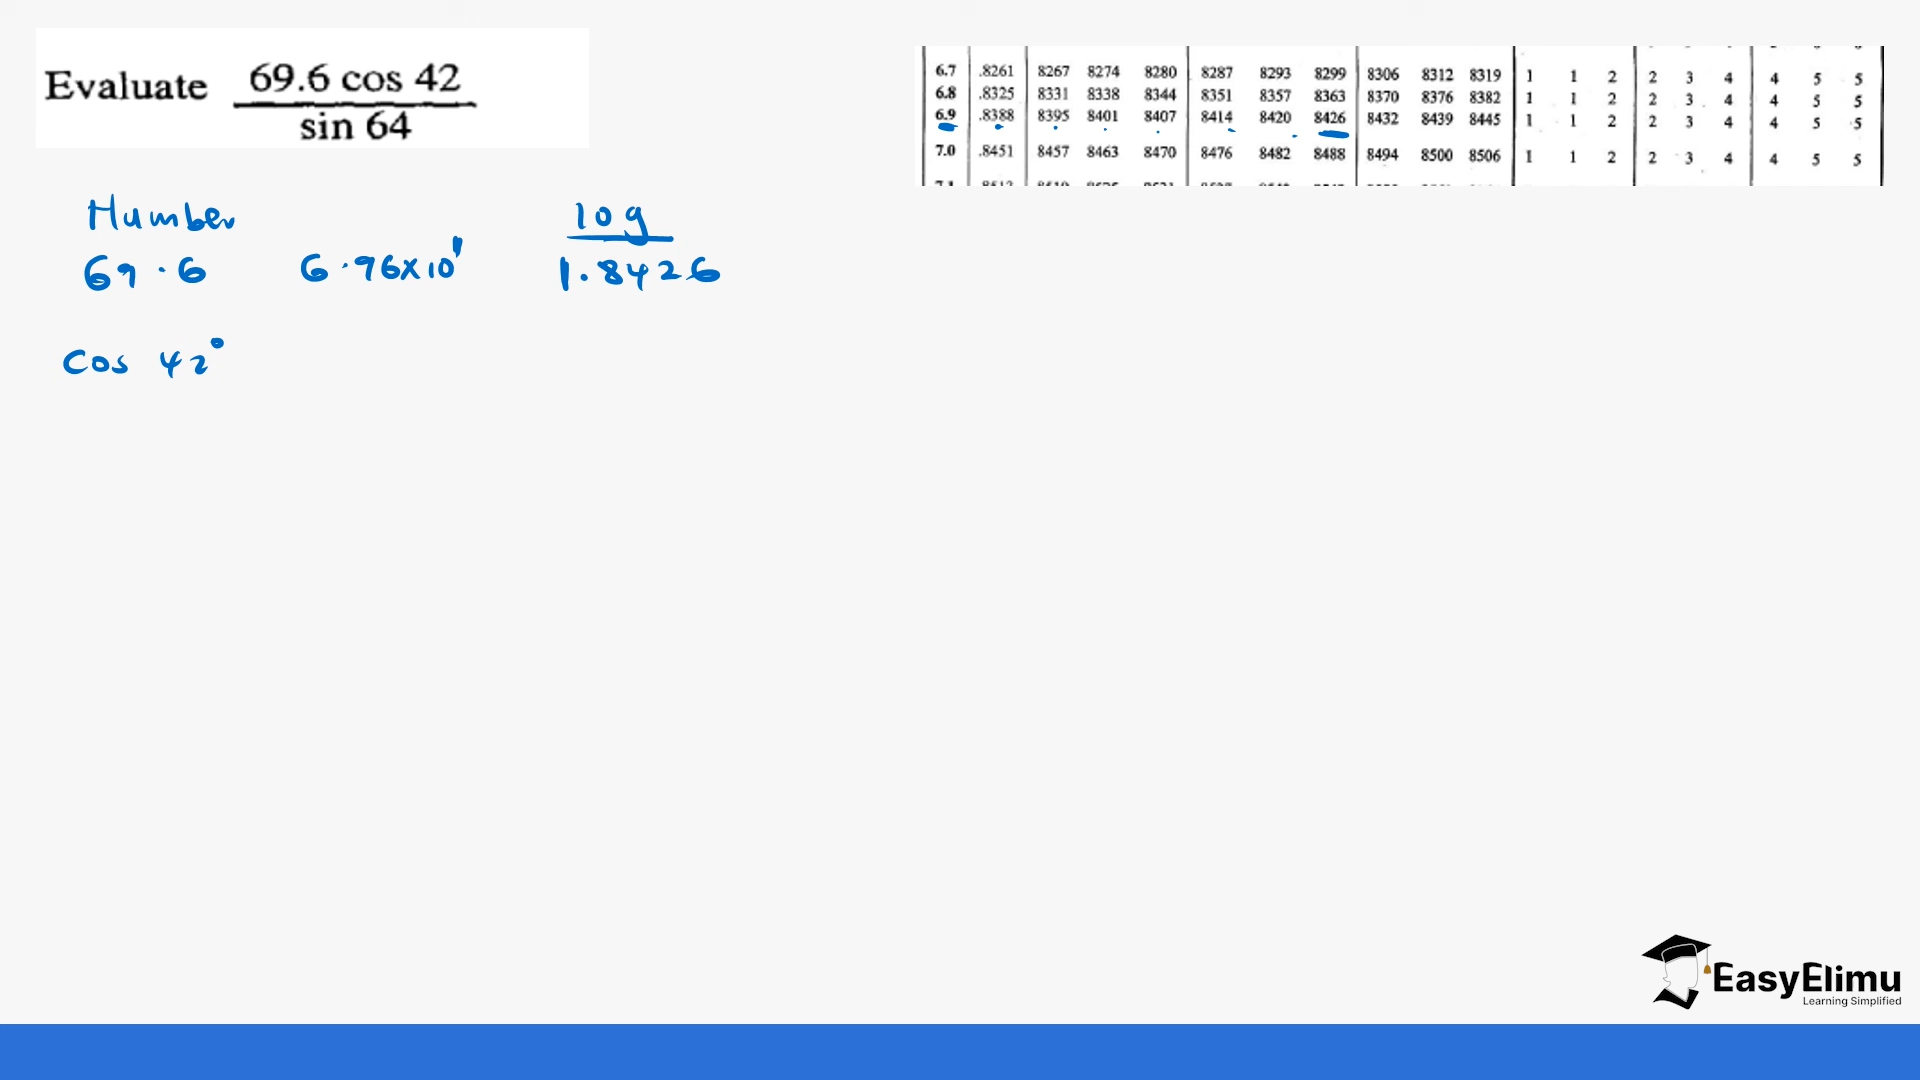 Evaluate 69.6 cos 42
sin 64
6.7 .8261 8267 8274 8280 8287 8293 8299 8306 8312 8319 1 1 2 2 3 4 4 5 5
6.8 .8325 8331 8338 8344 8351 8357 8363 8370 8376 8382 1 1 2 2 3 4 4 5 5
6.9 .8388 8395 8401 8407 8414 8420 8426 8432 8439 8445 1 1 2 2 3 4 4 5 5
7.0 .8451 8457 8463 8470 8476 8482 8488 8494 8500 8506 1 1 2 2 3 4 4 5 5
Number log
69.6 6.96x10¹ 1.8426
Cos 42°
EasyElimu
Learning Simplified